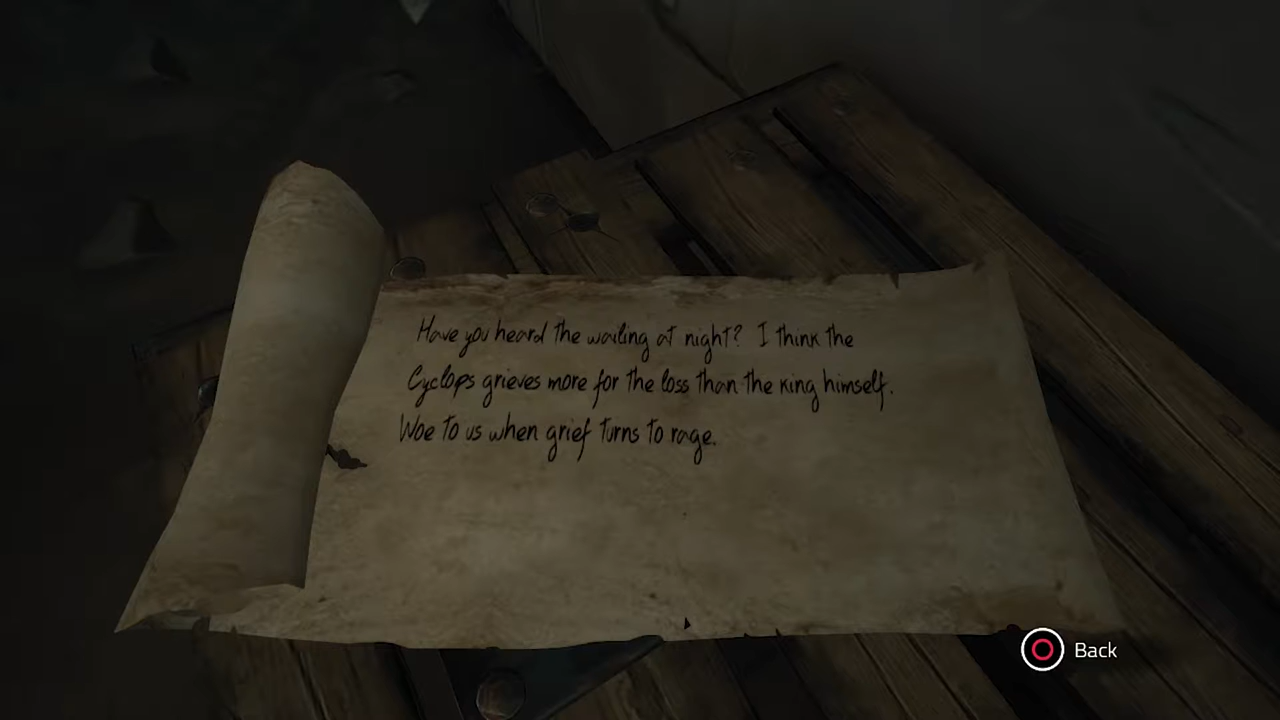 Have you heard the wailing at night? I think the
Cyclops grieves more for the loss than the king himself.
Woe to us when grief turns to rage.
Back